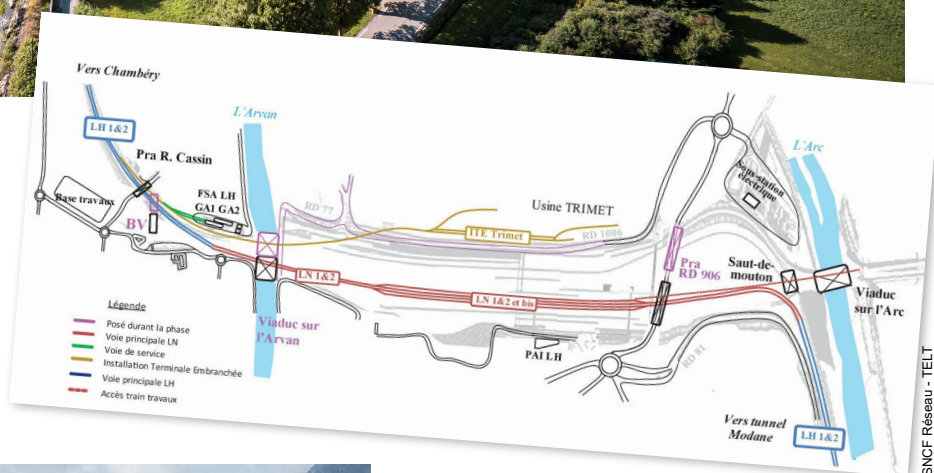 Vers Chambéry
LH 1&2
L'Arvan
Pra R. Cassin
Base travaux
FSA LH
GA1 GA2
BV
RD 77
Usine TRIMET
ITE Trimet
RD 1006
Sous-station
électrique
L'Arc
LN 1&2
LN 1&2 et bis
Pra
RD 906
Saut-de-
mouton
Viaduc
sur l'Arc
Viaduc sur
l'Arvan
PAI LH
RD 81
Vers tunnel
Modane
LH 1&2
Légende
Posé durant la phase
Voie principale LN
Voie de service
Installation Terminale Embranchée
Voie principale LH
Accès train travaux
SNCF Réseau - TELT